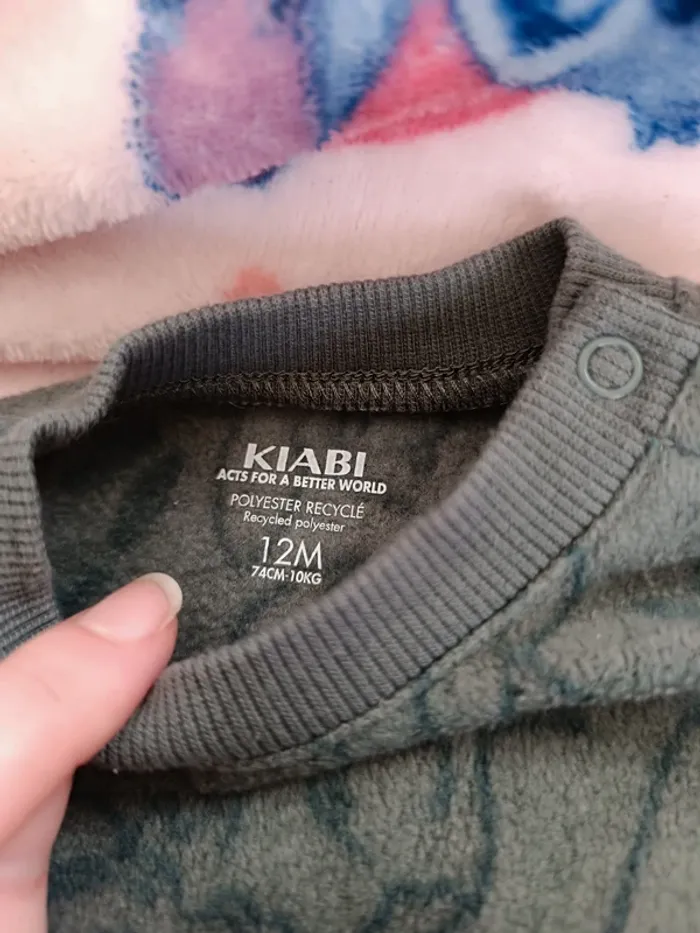 KIABI
ACTS FOR A BETTER WORLD
POLYESTER RECYCLÉ
Recycled polyester
12M
74CM-10KG